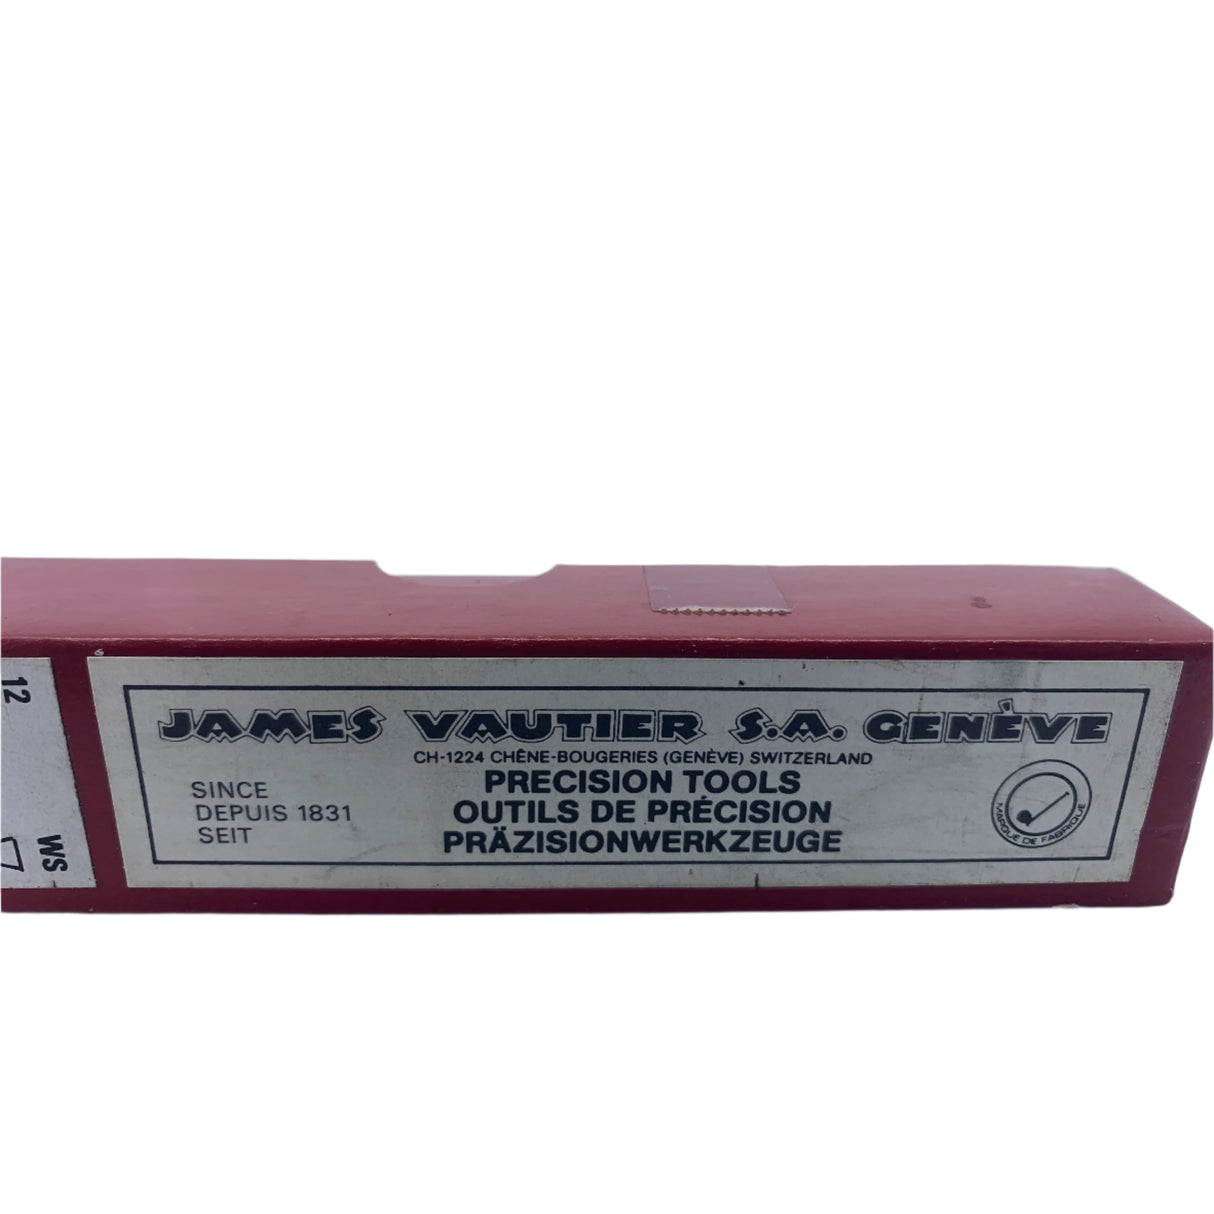 12
WS
JAMES VAUTIER S.A. GENÈVE
CH-1224 CHÊNE-BOUGERIES (GENÈVE) SWITZERLAND
PRECISION TOOLS
OUTILS DE PRÉCISION
PRÄZISIONWERKZEUGE
SINCE
DEPUIS 1831
SEIT
MARQUE DE FABRIQUE